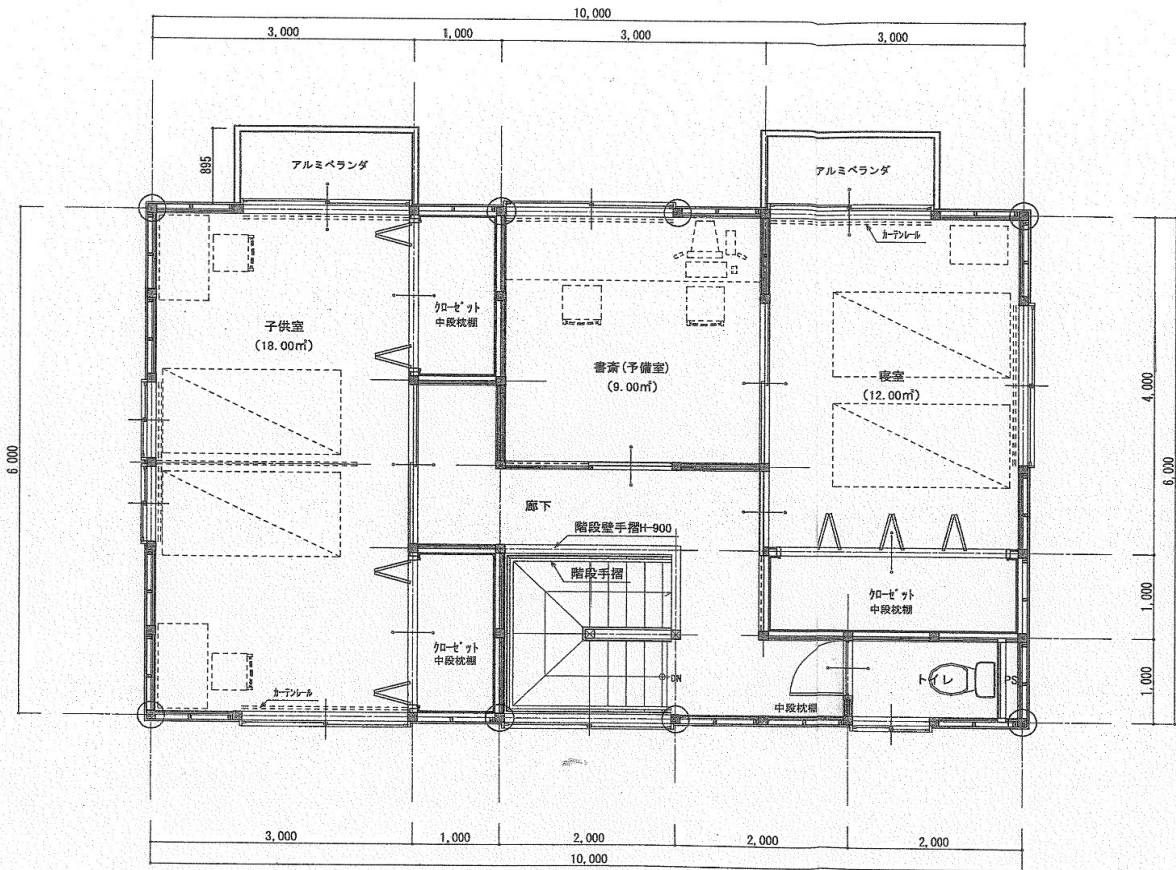 10,000
3,000
1,000
3,000
3,000
895
アルミベランダ
アルミベランダ
カーテンレール
クローゼット
中段枕棚
子供室
(18.00㎡)
書斎(予備室)
(9.00㎡)
寝室
(12.00㎡)
6,000
4,000
6,000
廊下
階段壁手摺H-900
階段手摺
クローゼット
中段枕棚
1,000
クローゼット
中段枕棚
トイレ
PS
DN
1,000
カーテンレール
中段枕棚
3,000
1,000
2,000
2,000
2,000
10,000